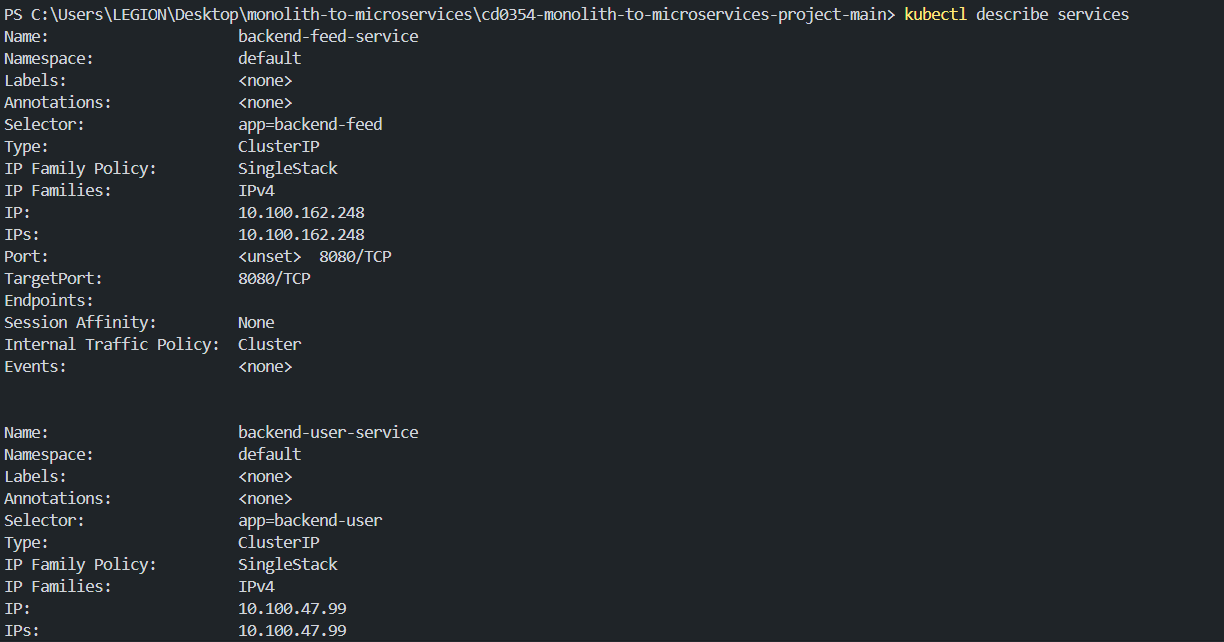 PS C:\Users\LEGION\Desktop\monolith-to-microservices\cd0354-monolith-to-microservices-project-main> kubectl describe services
Name:                     backend-feed-service
Namespace:                default
Labels:                   <none>
Annotations:              <none>
Selector:                 app=backend-feed
Type:                     ClusterIP
IP Family Policy:         SingleStack
IP Families:              IPv4
IP:                       10.100.162.248
IPs:                      10.100.162.248
Port:                     <unset>  8080/TCP
TargetPort:               8080/TCP
Endpoints:
Session Affinity:         None
Internal Traffic Policy:  Cluster
Events:                   <none>
Name:                     backend-user-service
Namespace:                default
Labels:                   <none>
Annotations:              <none>
Selector:                 app=backend-user
Type:                     ClusterIP
IP Family Policy:         SingleStack
IP Families:              IPv4
IP:                       10.100.47.99
IPs:                      10.100.47.99